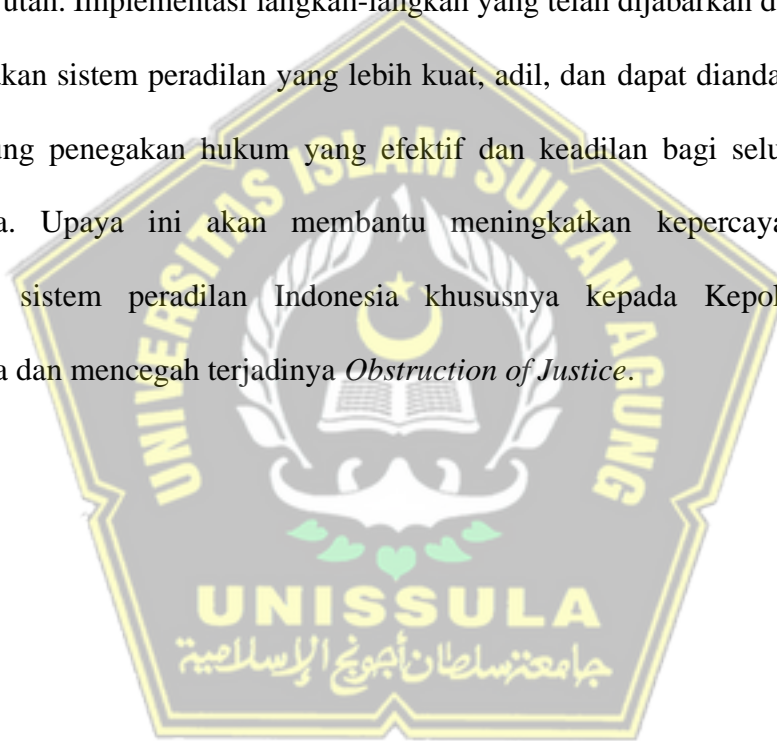 utan. Implementasi langkah-langkah yang telah dijabarkan d
akan sistem peradilan yang lebih kuat, adil, dan dapat dianda
ung penegakan hukum yang efektif dan keadilan bagi selu
a. Upaya ini akan membantu meningkatkan kepercaya
sistem peradilan Indonesia khususnya kepada Kepol
a dan mencegah terjadinya Obstruction of Justice.
UNIVERSITAS ISLAM SULTAN AGUNG
UNISSULA
جامعة سلطان أجونج الإسلامية